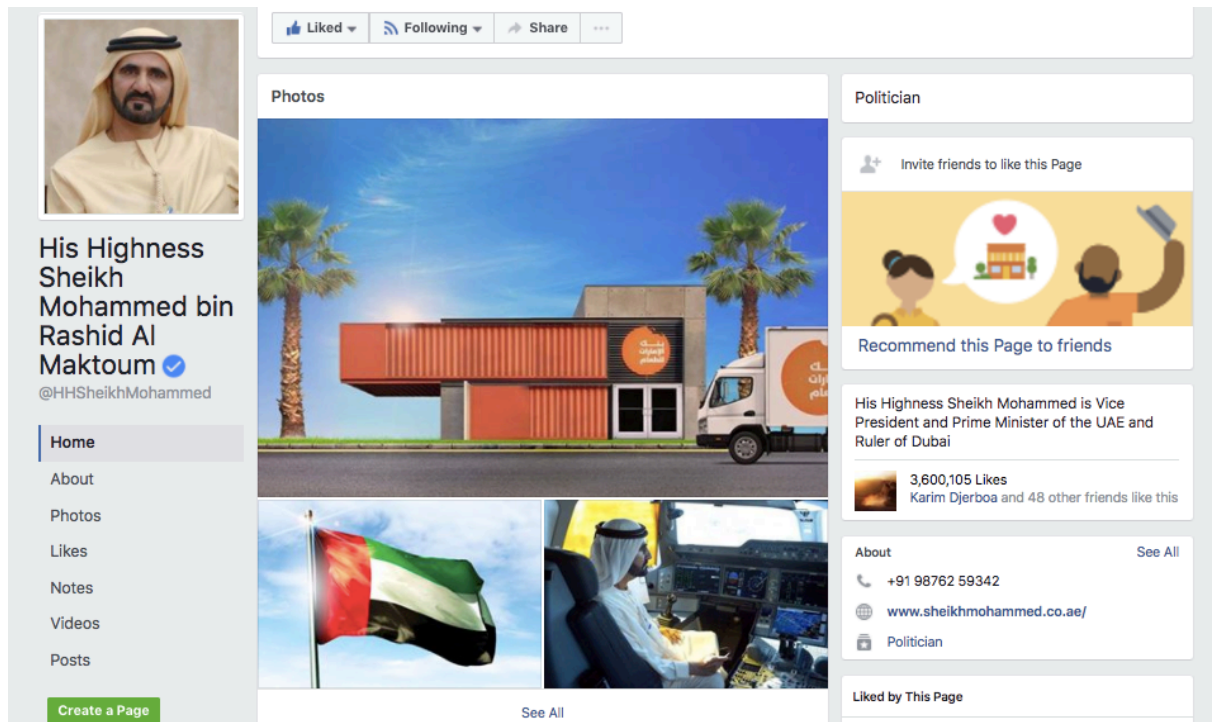 Liked
Following
Share
...
His Highness
Sheikh
Mohammed bin
Rashid Al
Maktoum
@HHSheikhMohammed
Home
About
Photos
Likes
Notes
Videos
Posts
Create a Page
Photos
بنك
الإمارات
للطعام
See All
Politician
Invite friends to like this Page
Recommend this Page to friends
His Highness Sheikh Mohammed is Vice
President and Prime Minister of the UAE and
Ruler of Dubai
3,600,105 Likes
Karim Djerboa and 48 other friends like this
About
See All
+91 98762 59342
www.sheikhmohammed.co.ae/
Politician
Liked by This Page